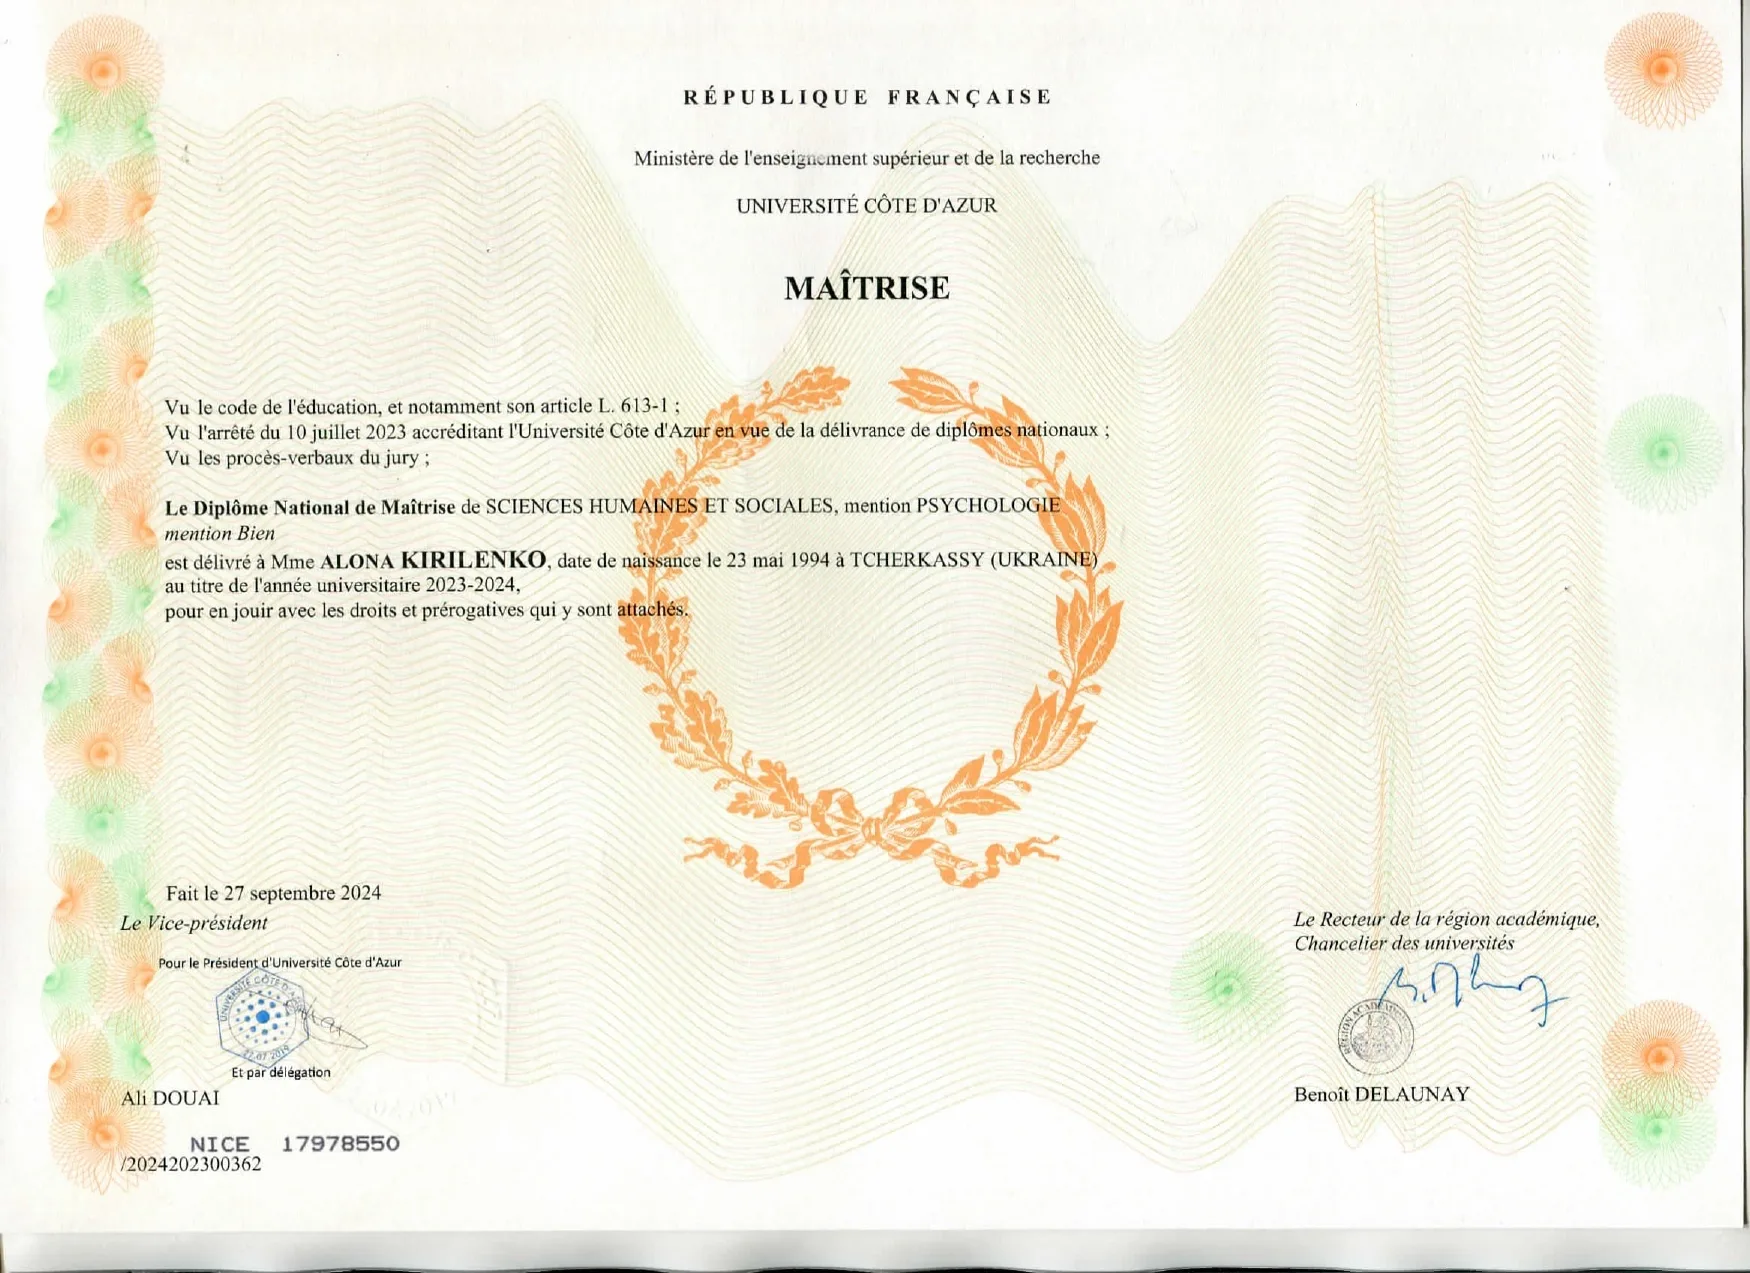 RÉPUBLIQUE FRANÇAISE
Ministère de l'enseignement supérieur et de la recherche
UNIVERSITÉ CÔTE D'AZUR
MAÎTRISE
Vu le code de l'éducation, et notamment son article L. 613-1 ;
Vu l'arrêté du 10 juillet 2023 accréditant l'Université Côte d'Azur en vue de la délivrance de diplômes nationaux ;
Vu les procès-verbaux du jury ;
Le Diplôme National de Maîtrise de SCIENCES HUMAINES ET SOCIALES, mention PSYCHOLOGIE
mention Bien
est délivré à Mme ALONA KIRILENKO, date de naissance le 23 mai 1994 à TCHERKASSY (UKRAINE)
au titre de l'année universitaire 2023-2024,
pour en jouir avec les droits et prérogatives qui y sont attachés.
Fait le 27 septembre 2024
Le Vice-président
Pour le Président d'Université Côte d'Azur
UNIVERSITÉ CÔTE D'AZUR
Et par délégation
Ali DOUAI
NICE 17978550
/2024202300362
Le Recteur de la région académique,
Chancelier des universités
RÉGION ACADÉMIQUE
Benoît DELAUNAY